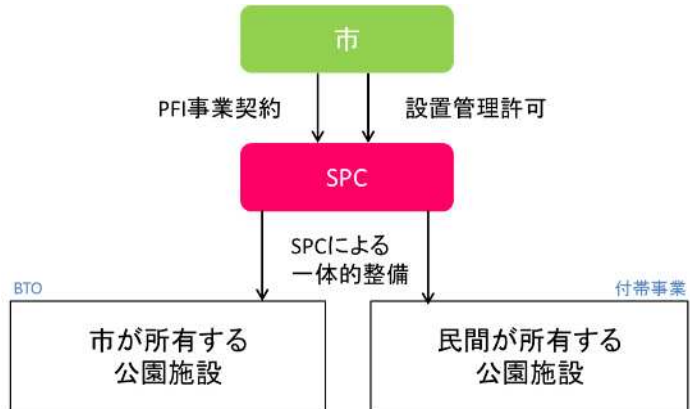 市
PFI事業契約
設置管理許可
SPC
SPCによる
一体的整備
BTO
付帯事業
市が所有する
公園施設
民間が所有する
公園施設